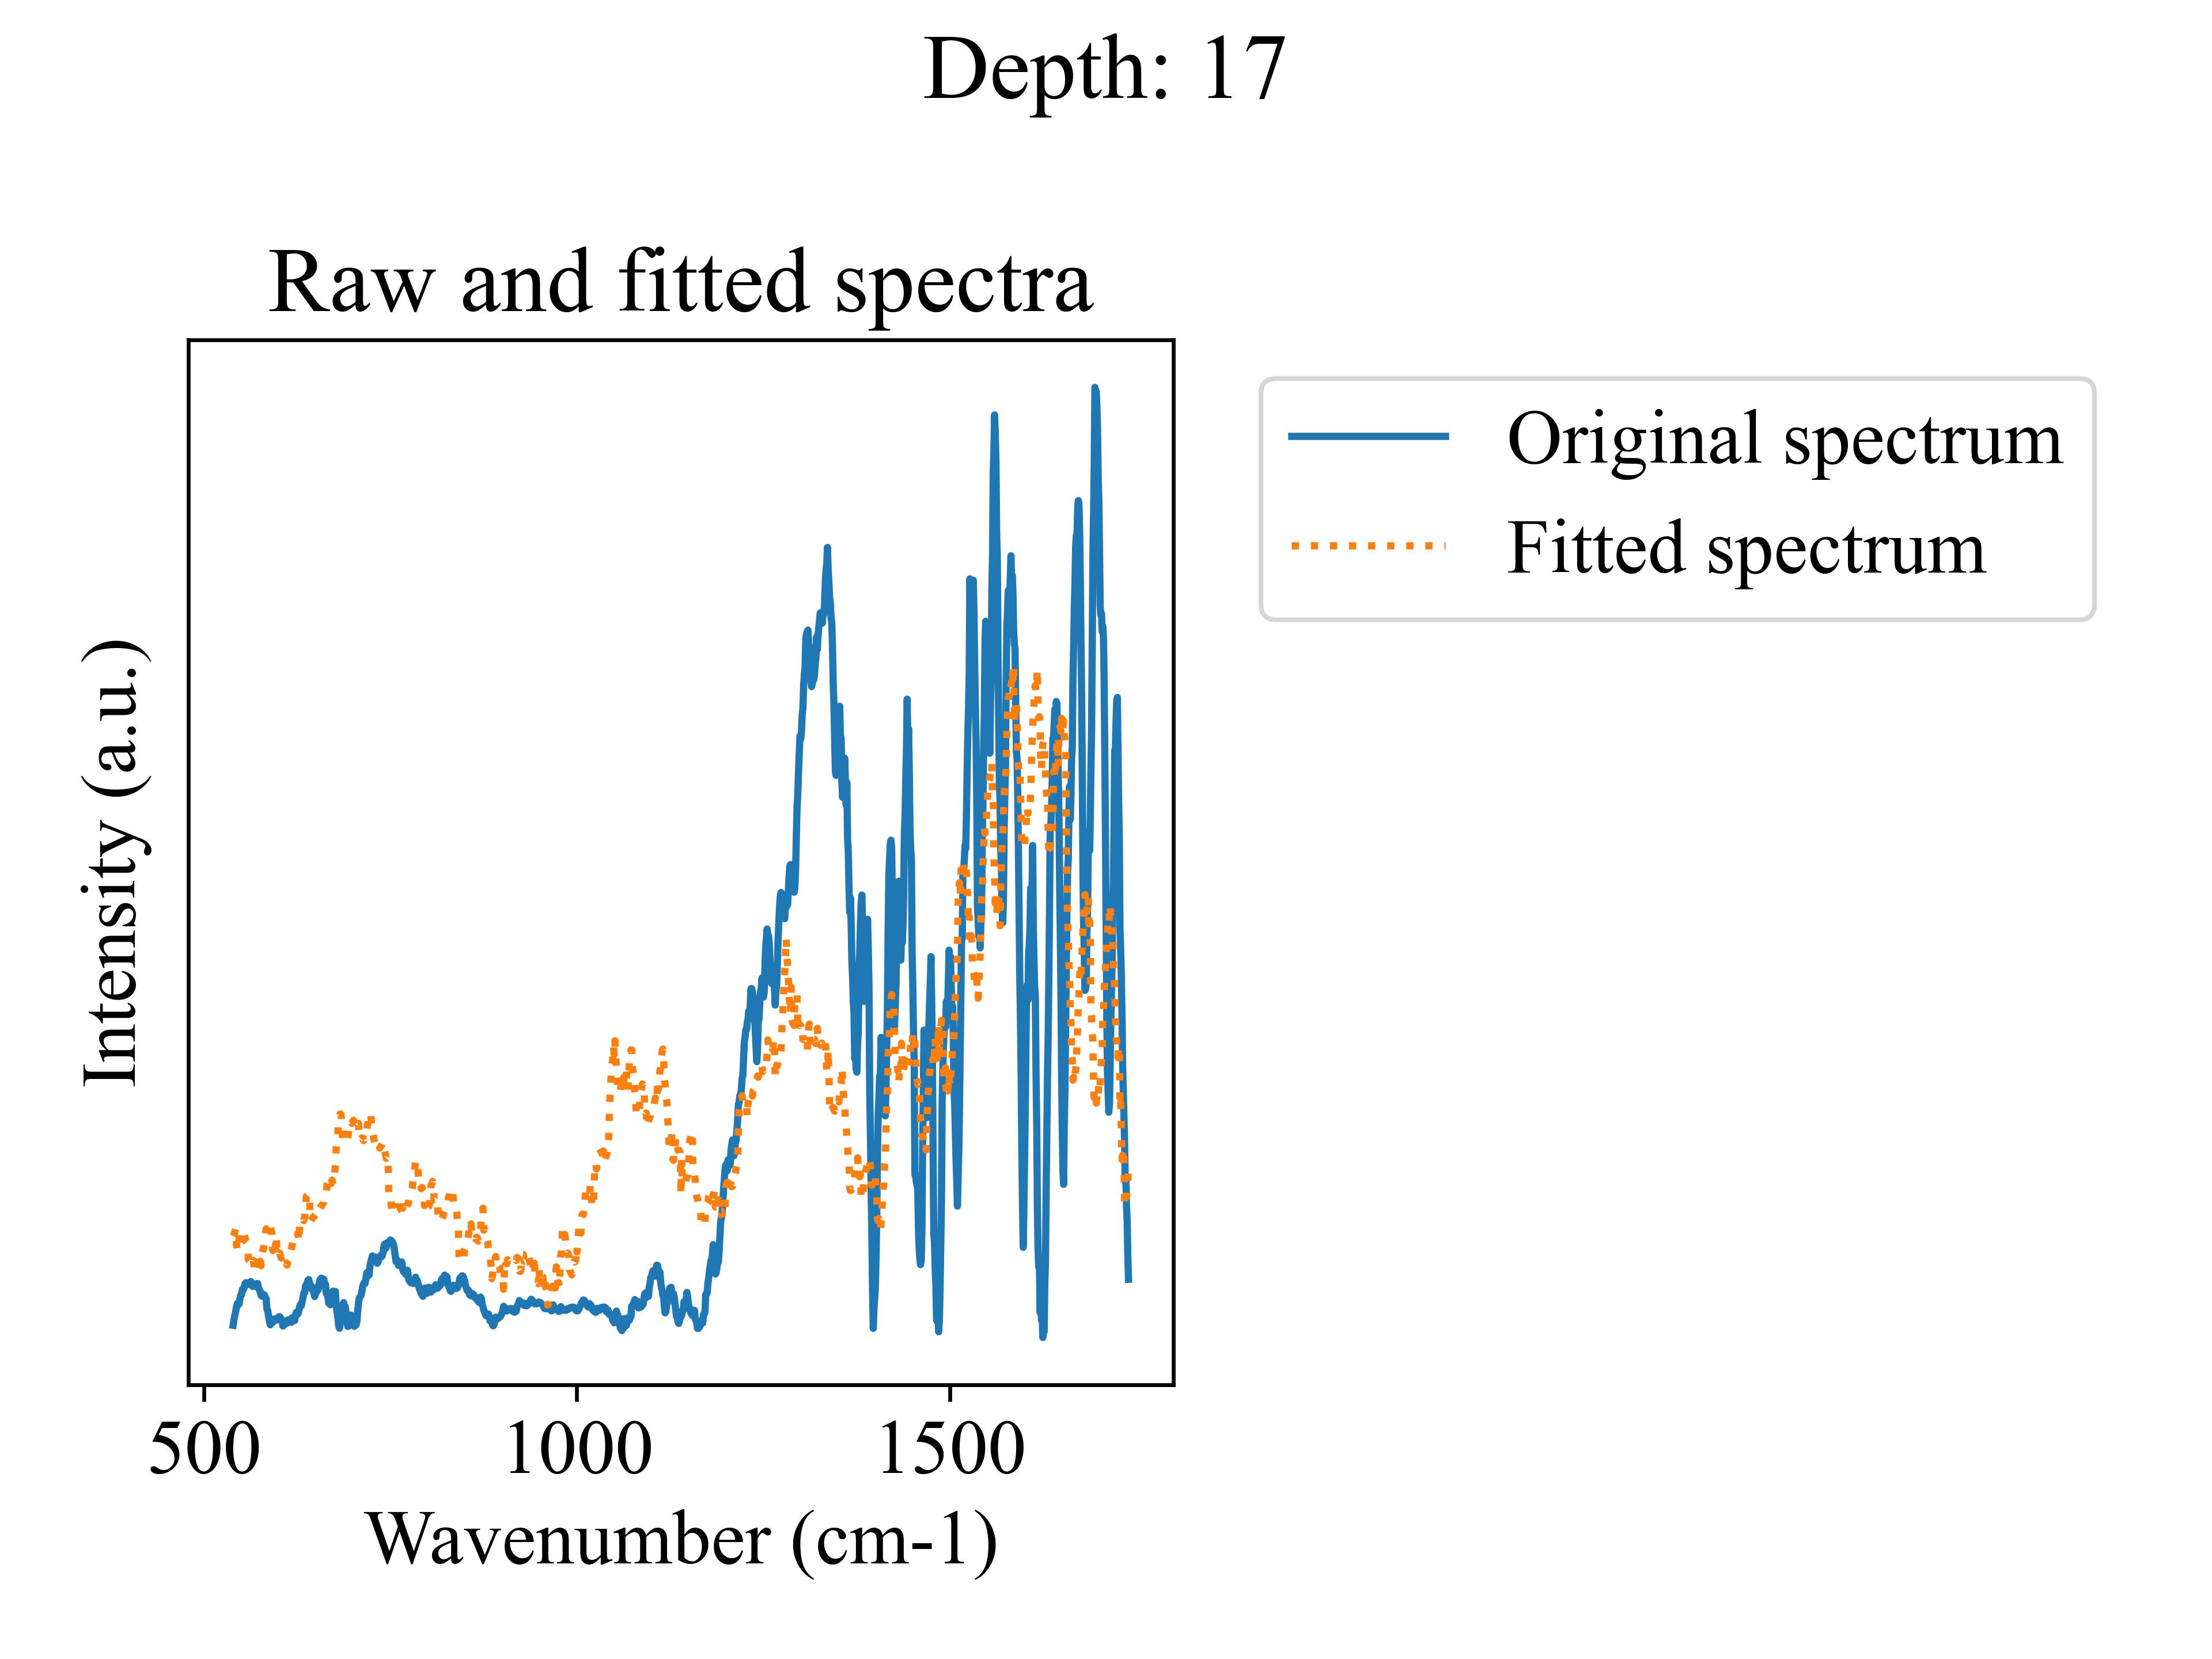 Depth: 17
Raw and fitted spectra
Original spectrum
Fitted spectrum
Intensity (a.u.)
500 1000 1500
Wavenumber (cm-1)